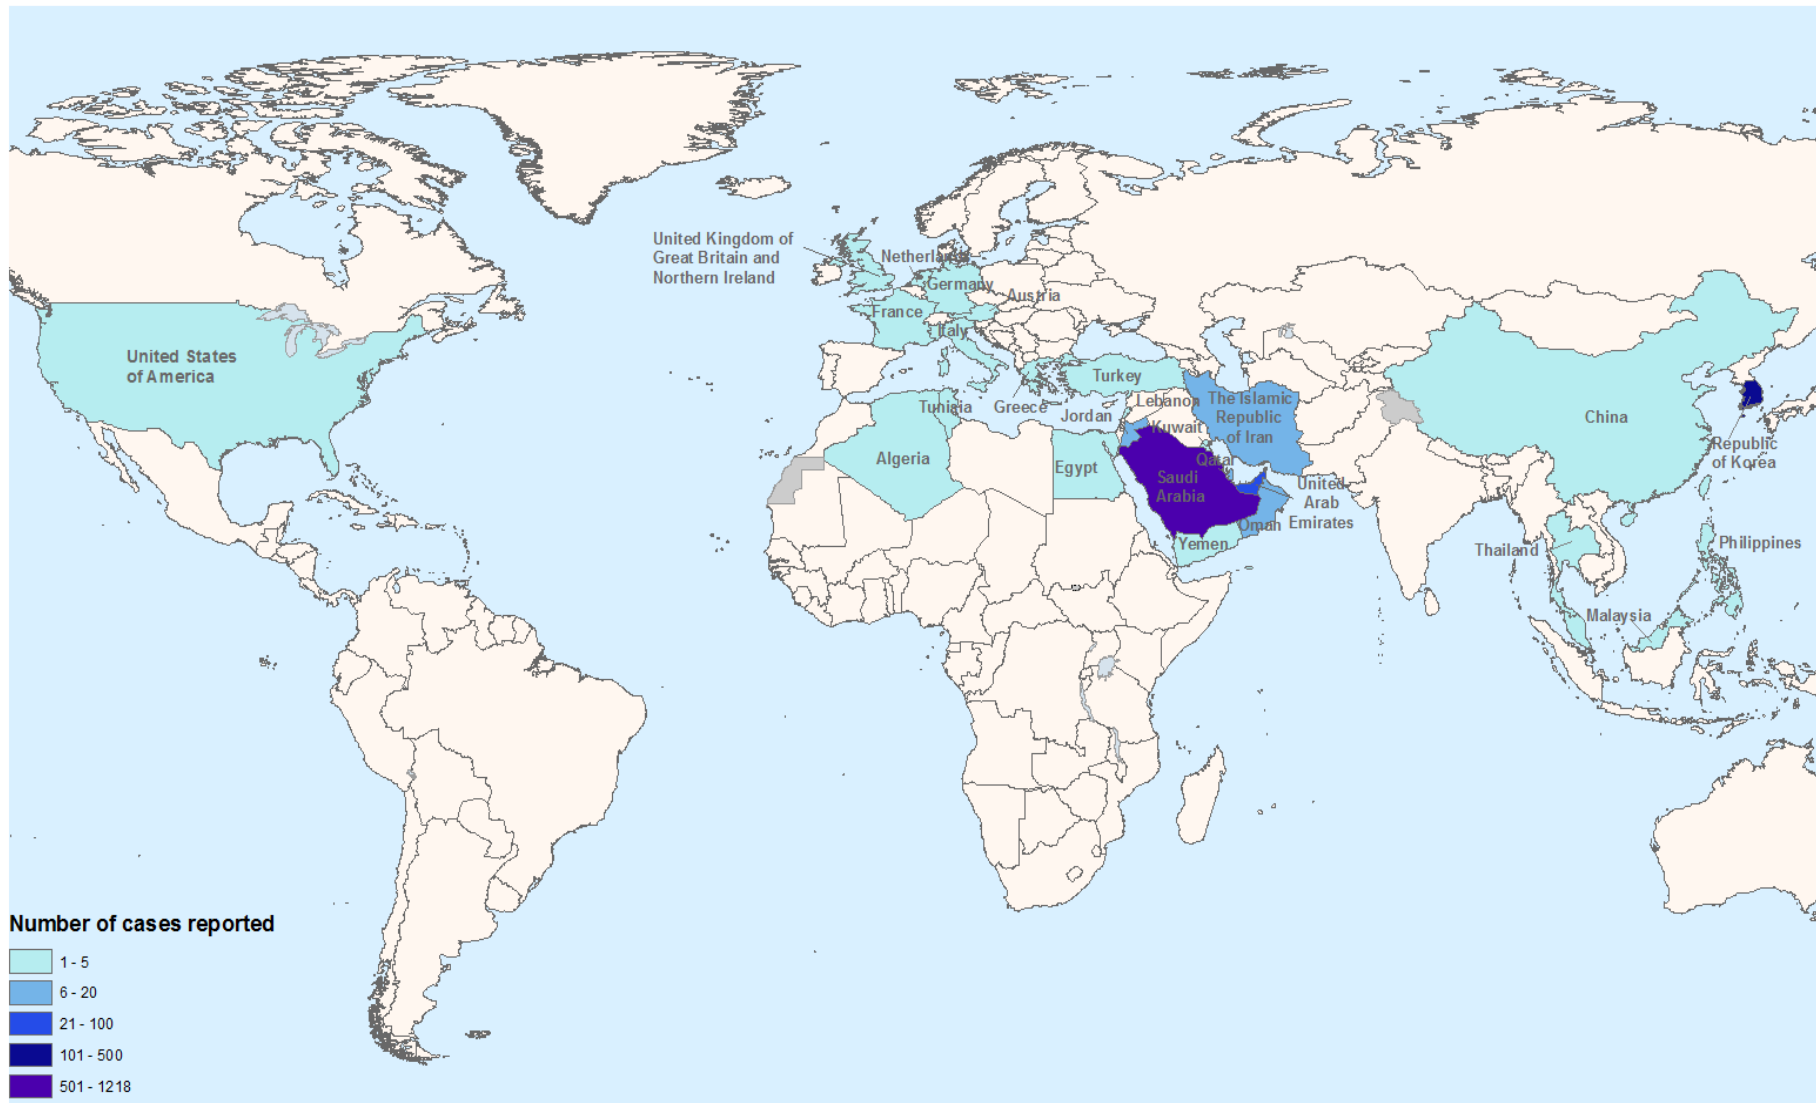 United Kingdom of
Great Britain and
Northern Ireland
Netherlands
Germany
Austria
France
Italy
United States
of America
Turkey
Tunisia
Greece
Jordan
Lebanon
Kuwait
The Islamic
Republic
of Iran
China
Republic
of Korea
Algeria
Egypt
Qatar
Saudi
Arabia
United
Arab
Emirates
Oman
Yemen
Thailand
Philippines
Malaysia
Number of cases reported
1 - 5
6 - 20
21 - 100
101 - 500
501 - 1218